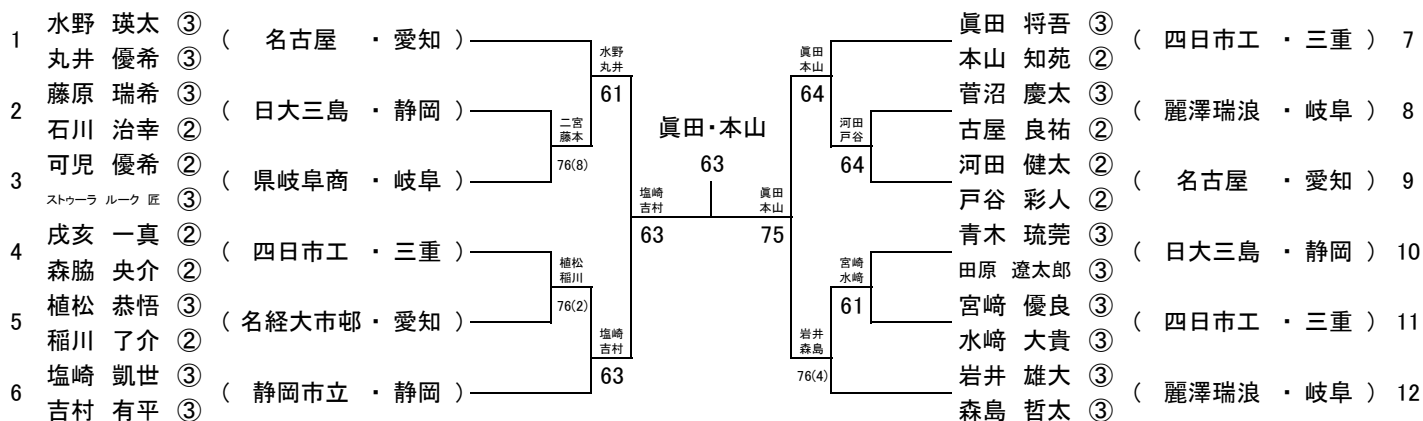 1 水野 瑛太 ③
丸井 優希 ③
( 名古屋 ・ 愛知 )
2 藤原 瑞希 ③
石川 治幸 ②
( 日大三島 ・ 静岡 )
3 可児 優希 ②
ストゥーラ ルーク 匠 ③
( 県岐阜商 ・ 岐阜 )
4 戌亥 一真 ②
森脇 央介 ②
( 四日市工 ・ 三重 )
5 植松 恭悟 ③
稲川 了介 ②
( 名経大市邨 ・ 愛知 )
6 塩崎 凱世 ③
吉村 有平 ③
( 静岡市立 ・ 静岡 )
水野
丸井
61
二宮
藤本
76(8)
植松
稲川
76(2)
塩崎
吉村
63
塩崎
吉村
63
眞田・本山
63
眞田
本山
75
眞田
本山
64
河田
戸谷
64
宮崎
水﨑
61
岩井
森島
76(4)
眞田 将吾 ③
本山 知苑 ②
( 四日市工 ・ 三重 ) 7
菅沼 慶太 ③
古屋 良祐 ②
( 麗澤瑞浪 ・ 岐阜 ) 8
河田 健太 ②
戸谷 彩人 ②
( 名古屋 ・ 愛知 ) 9
青木 琉莞 ③
田原 遼太郎 ③
( 日大三島 ・ 静岡 ) 10
宮﨑 優良 ③
水﨑 大貴 ③
( 四日市工 ・ 三重 ) 11
岩井 雄大 ③
森島 哲太 ③
( 麗澤瑞浪 ・ 岐阜 ) 12